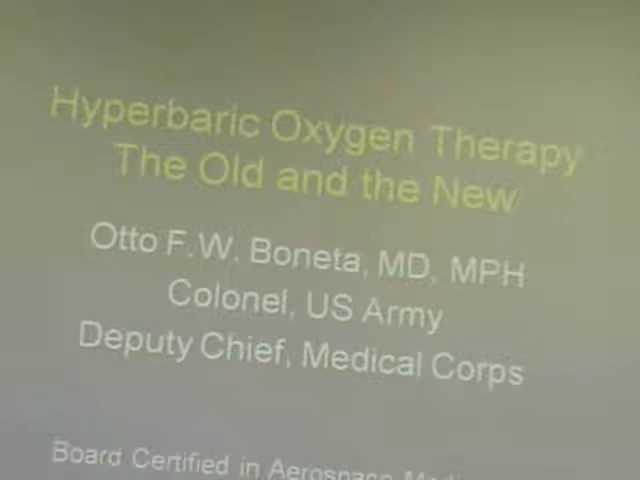 Hyperbaric Oxygen Therapy
The Old and the New
Otto F.W. Boneta, MD, MPH
Colonel, US Army
Deputy Chief, Medical Corps
Board Certified in Aerospace